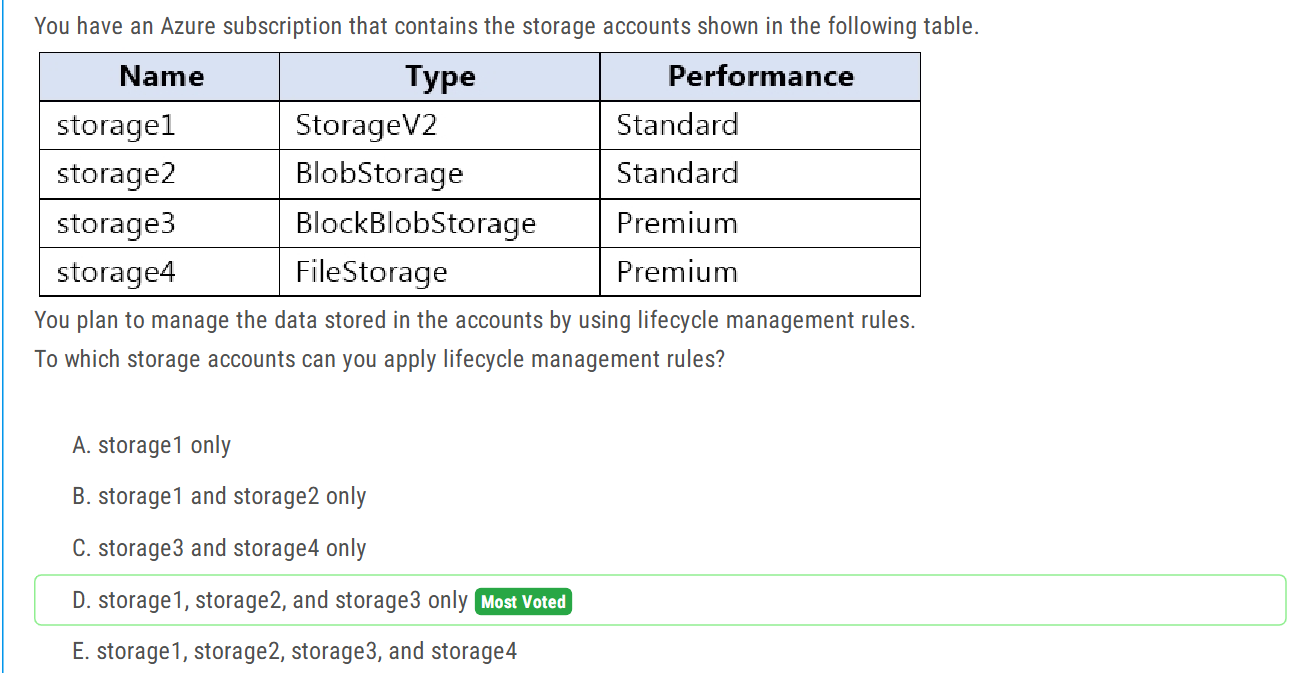 You have an Azure subscription that contains the storage accounts shown in the following table.
Name Type Performance
storage1 StorageV2 Standard
storage2 BlobStorage Standard
storage3 BlockBlobStorage Premium
storage4 FileStorage Premium
You plan to manage the data stored in the accounts by using lifecycle management rules.
To which storage accounts can you apply lifecycle management rules?
A. storage1 only
B. storage1 and storage2 only
C. storage3 and storage4 only
D. storage1, storage2, and storage3 only Most Voted
E. storage1, storage2, storage3, and storage4